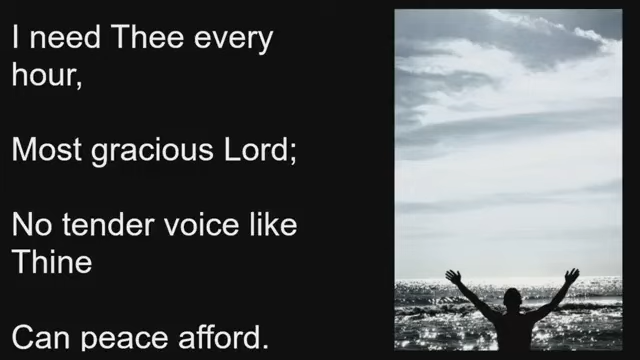 I need Thee every
hour,
Most gracious Lord;
No tender voice like
Thine
Can peace afford.